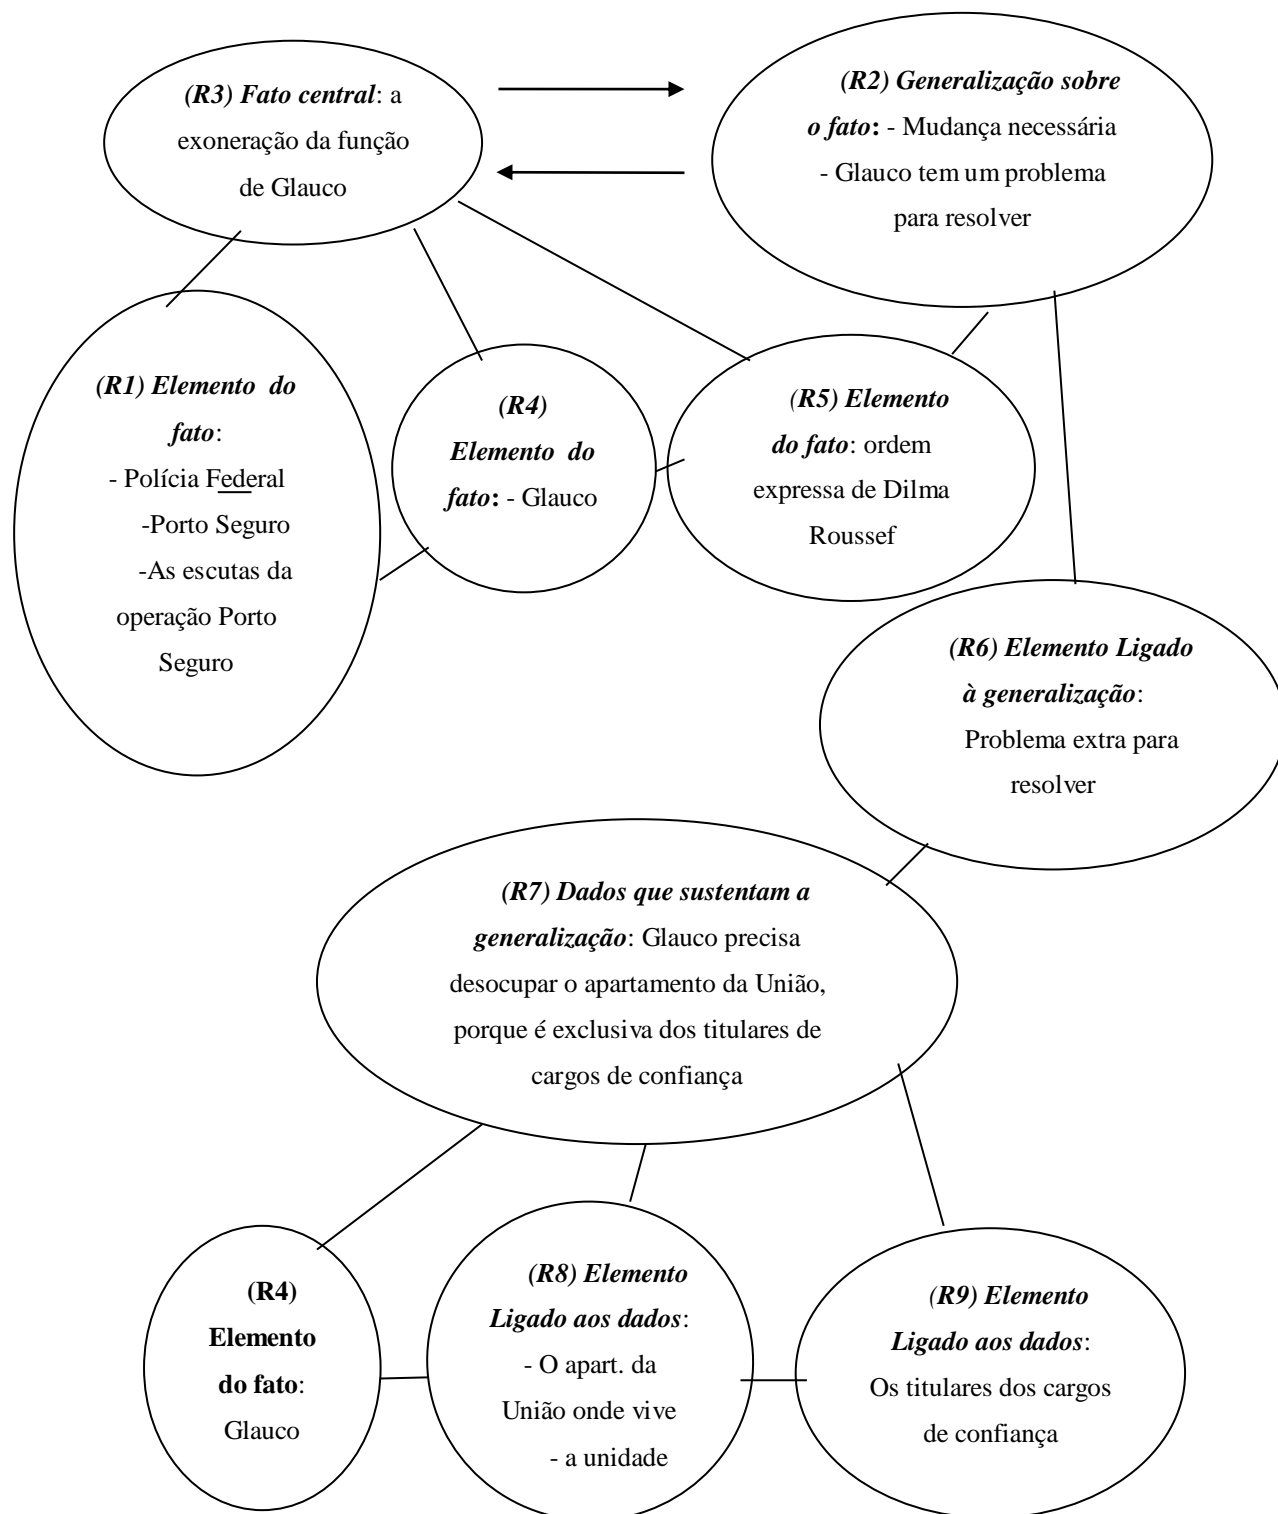 (R3) Fato central: a
exoneração da função
de Glauco
(R2) Generalização sobre
o fato: - Mudança necessária
- Glauco tem um problema
para resolver
(R1) Elemento do
fato:
- Polícia Federal
-Porto Seguro
-As escutas da
operação Porto
Seguro
(R4)
Elemento do
fato: - Glauco
(R5) Elemento
do fato: ordem
expressa de Dilma
Roussef
(R6) Elemento Ligado
à generalização:
Problema extra para
resolver
(R7) Dados que sustentam a
generalização: Glauco precisa
desocupar o apartamento da União,
porque é exclusiva dos titulares de
cargos de confiança
(R4)
Elemento
do fato:
Glauco
(R8) Elemento
Ligado aos dados:
- O apart. da
União onde vive
- a unidade
(R9) Elemento
Ligado aos dados:
Os titulares dos cargos
de confiança